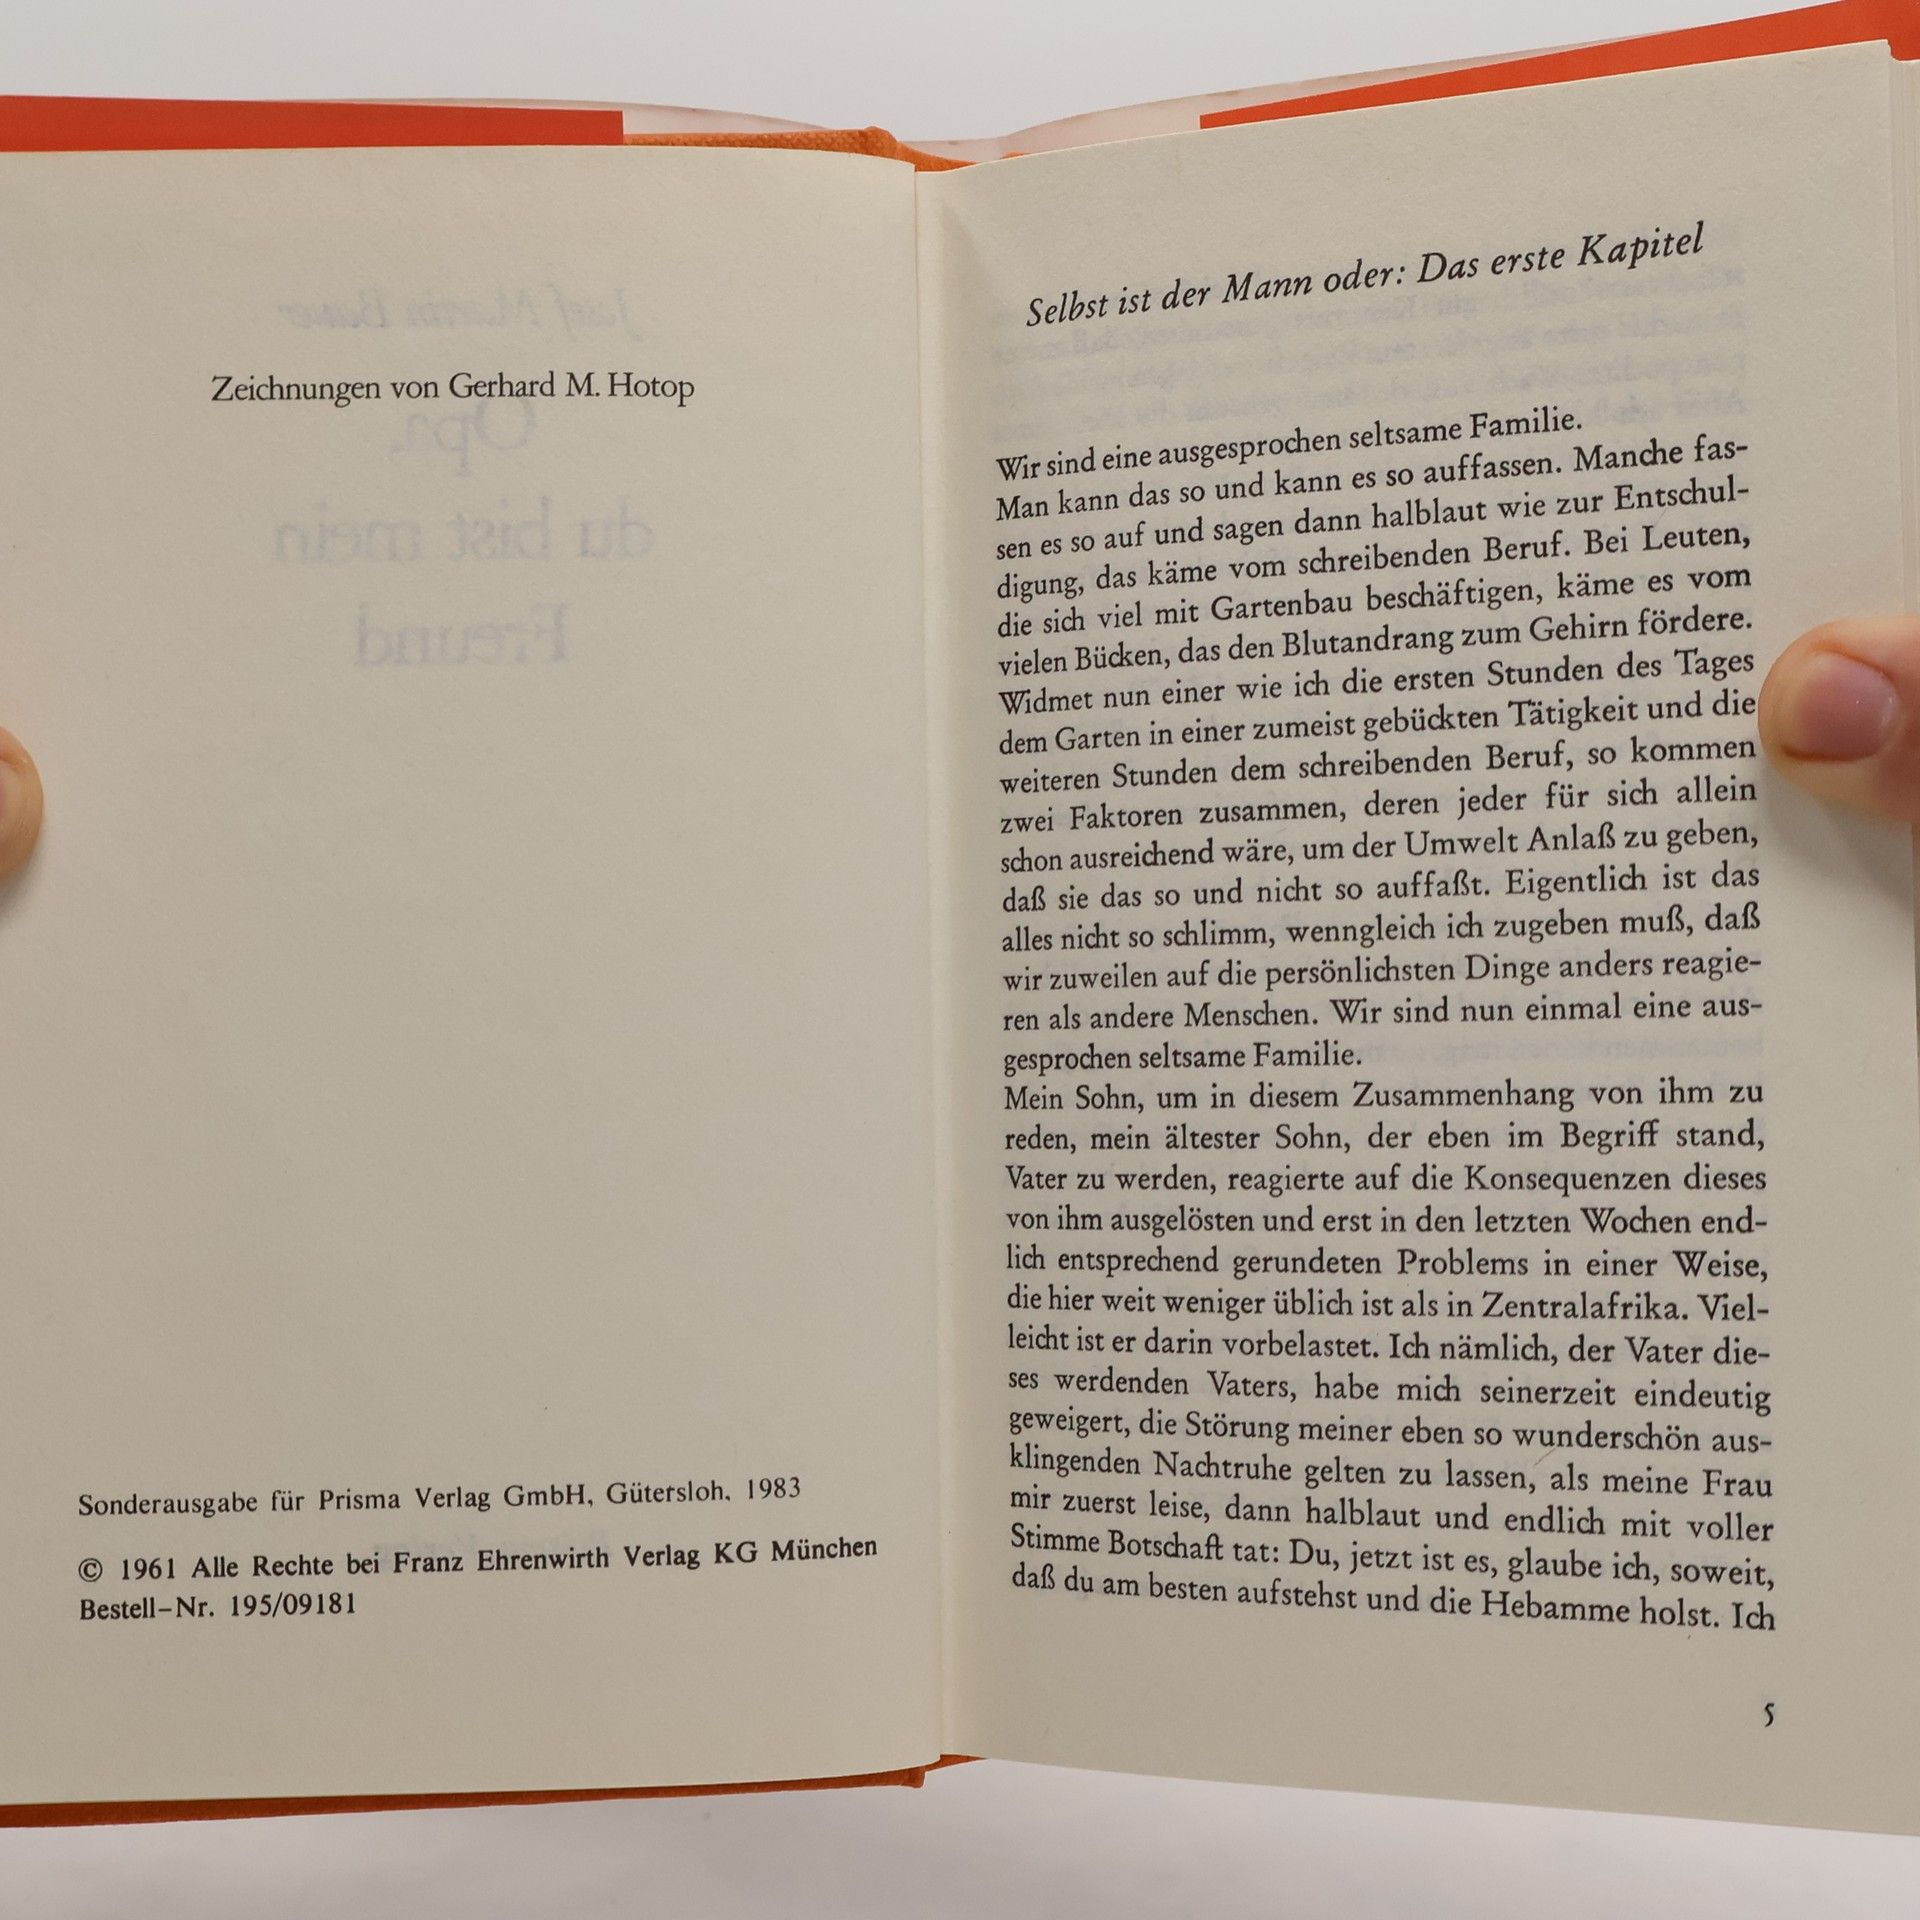 Zeichnungen von Gerhard M. Hotop
Sonderausgabe für Prisma Verlag GmbH, Gütersloh, 1983
© 1961 Alle Rechte bei Franz Ehrenwirth Verlag KG München
Bestell-Nr. 195/09181
Josef Martin Bauer
Opa,
du bist mein
Freund
Selbst ist der Mann oder: Das erste Kapitel
Wir sind eine ausgesprochen seltsame Familie.
Man kann das so und kann es so auffassen. Manche fas-
sen es so auf und sagen dann halblaut wie zur Entschul-
digung, das käme vom schreibenden Beruf. Bei Leuten,
die sich viel mit Gartenbau beschäftigen, käme es vom
vielen Bücken, das den Blutandrang zum Gehirn fördere.
Widmet nun einer wie ich die ersten Stunden des Tages
dem Garten in einer zumeist gebückten Tätigkeit und die
weiteren Stunden dem schreibenden Beruf, so kommen
zwei Faktoren zusammen, deren jeder für sich allein
schon ausreichend wäre, um der Umwelt Anlaß zu geben,
daß sie das so und nicht so auffaßt. Eigentlich ist das
alles nicht so schlimm, wenngleich ich zugeben muß, daß
wir zuweilen auf die persönlichsten Dinge anders reagie-
ren als andere Menschen. Wir sind nun einmal eine aus-
gesprochen seltsame Familie.
Mein Sohn, um in diesem Zusammenhang von ihm zu
reden, mein ältester Sohn, der eben im Begriff stand,
Vater zu werden, reagierte auf die Konsequenzen dieses
von ihm ausgelösten und erst in den letzten Wochen end-
lich entsprechend gerundeten Problems in einer Weise,
die hier weit weniger üblich ist als in Zentralafrika. Viel-
leicht ist er darin vorbelastet. Ich nämlich, der Vater die-
ses werdenden Vaters, habe mich seinerzeit eindeutig
geweigert, die Störung meiner eben so wunderschön aus-
klingenden Nachtruhe gelten zu lassen, als meine Frau
mir zuerst leise, dann halblaut und endlich mit voller
Stimme Botschaft tat: Du, jetzt ist es, glaube ich, soweit,
daß du am besten aufstehst und die Hebamme holst. Ich
5